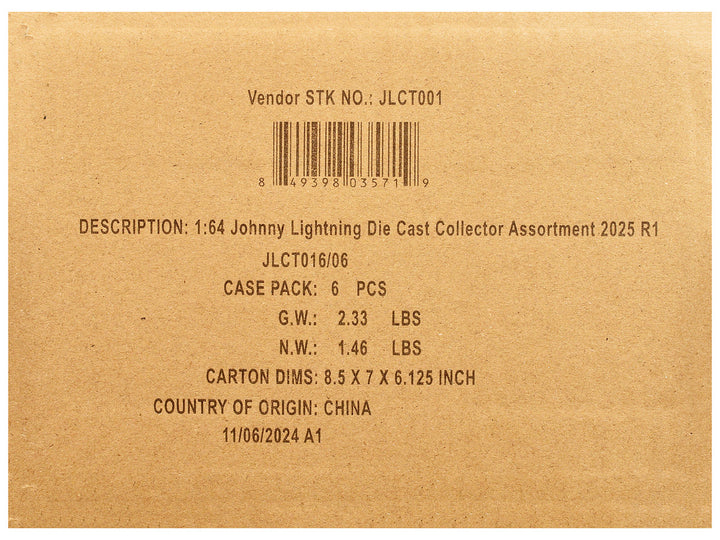 Vendor STK NO.: JLCT001
8 49398 03571 9
DESCRIPTION: 1:64 Johnny Lightning Die Cast Collector Assortment 2025 R1
JLCT016/06
CASE PACK: 6 PCS
G.W.: 2.33 LBS
N.W.: 1.46 LBS
CARTON DIMS: 8.5 X 7 X 6.125 INCH
COUNTRY OF ORIGIN: CHINA
11/06/2024 A1